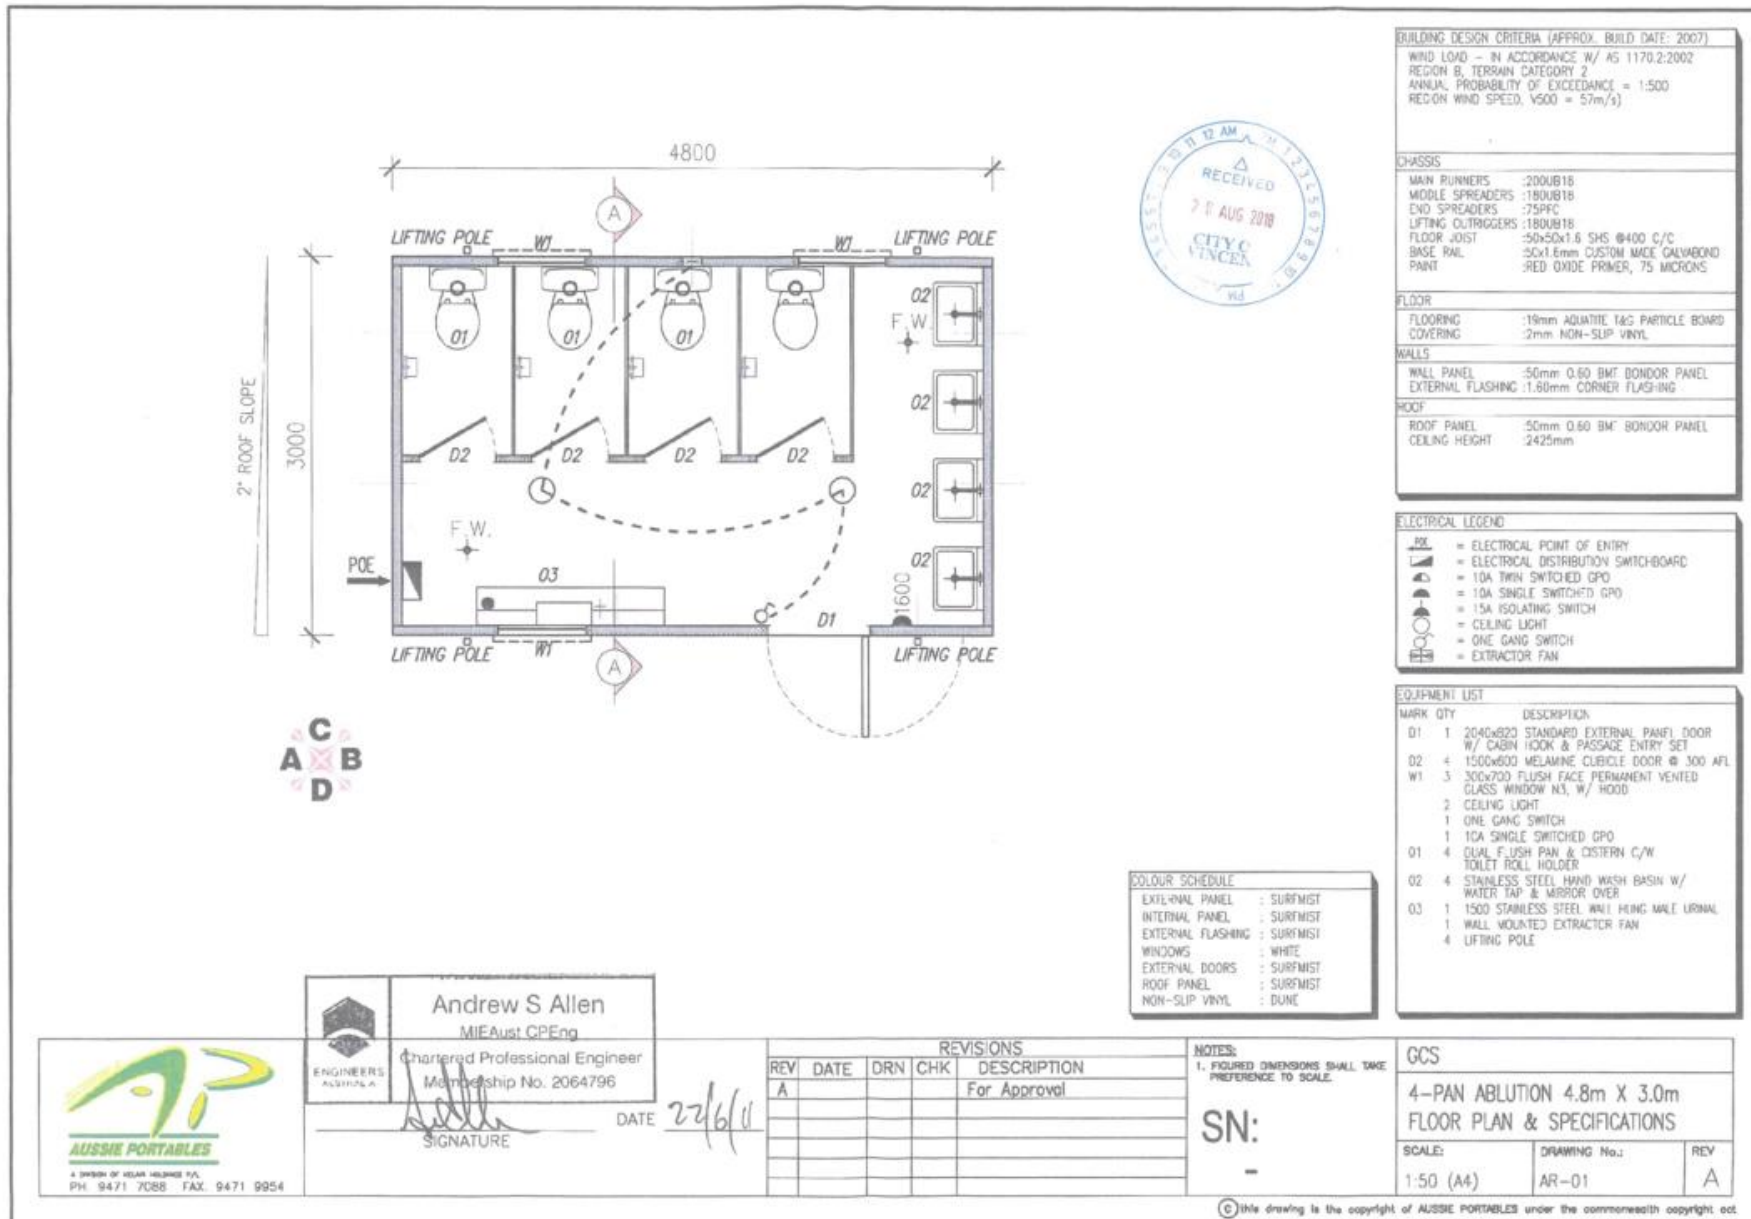 4800
A
LIFTING POLE
W1
W1
LIFTING POLE
2° ROOF SLOPE
3000
01
01
01
02
F.W.
02
D2
D2
D2
D2
02
F.W.
POE
03
02
1600
D1
LIFTING POLE
W1
A
LIFTING POLE
C
A B
D
12 AM
RECEIVED
AUG 2018
CITY
VINCEN
PM
BUILDING DESIGN CRITERIA (APPROX. BUILD DATE: 2007)
WIND LOAD - IN ACCORDANCE W/ AS 1170.2:2002
REGION B, TERRAIN CATEGORY 2
ANNUAL PROBABILITY OF EXCEEDANCE = 1:500
REGION WIND SPEED, V500 = 57m/s)
CHASSIS
MAIN RUNNERS :200UB18
MIDDLE SPREADERS :180UB18
END SPREADERS :75PFC
LIFTING OUTRIGGERS :180UB18
FLOOR JOIST :50x50x1.6 SHS @400 C/C
BASE RAIL :50x1.6mm CUSTOM MADE GALVABOND
PAINT :RED OXIDE PRIMER, 75 MICRONS
FLOOR
FLOORING :19mm AQUATITE T&G PARTICLE BOARD
COVERING :2mm NON-SLIP VINYL
WALLS
WALL PANEL :50mm 0.60 BMT BONDOR PANEL
EXTERNAL FLASHING :1.60mm CORNER FLASHING
ROOF
ROOF PANEL :50mm 0.60 BMT BONDOR PANEL
CEILING HEIGHT :2425mm
ELECTRICAL LEGEND
POE = ELECTRICAL POINT OF ENTRY
= ELECTRICAL DISTRIBUTION SWITCHBOARD
= 10A TWIN SWITCHED GPO
= 10A SINGLE SWITCHED GPO
= 15A ISOLATING SWITCH
= CEILING LIGHT
= ONE GANG SWITCH
= EXTRACTOR FAN
EQUIPMENT LIST
MARK QTY DESCRIPTION
D1 1 2040x820 STANDARD EXTERNAL PANEL DOOR
W/ CABIN HOOK & PASSAGE ENTRY SET
D2 4 1500x600 MELAMINE CUBICLE DOOR @ 300 AFL
W1 3 300x700 FLUSH FACE PERMANENT VENTED
GLASS WINDOW N3, W/ HOOD
2 CEILING LIGHT
1 ONE GANG SWITCH
1 10A SINGLE SWITCHED GPO
01 4 DUAL FLUSH PAN & CISTERN C/W
TOILET ROLL HOLDER
02 4 STAINLESS STEEL HAND WASH BASIN W/
WATER TAP & MIRROR OVER
03 1 1500 STAINLESS STEEL WALL HUNG MALE URINAL
1 WALL MOUNTED EXTRACTOR FAN
4 LIFTING POLE
COLOUR SCHEDULE
EXTERNAL PANEL : SURFMIST
INTERNAL PANEL : SURFMIST
EXTERNAL FLASHING : SURFMIST
WINDOWS : WHITE
EXTERNAL DOORS : SURFMIST
ROOF PANEL : SURFMIST
NON-SLIP VINYL : DUNE
AUSSIE PORTABLES
A DIVISION OF HOLDINGS P/L
PH. 9471 7088 FAX. 9471 9954
ENGINEERS
AUSTRALIA
Andrew S Allen
MIEAust CPEng
Chartered Professional Engineer
Membership No. 2064796
SIGNATURE
DATE 22/6/11
REVISIONS
REV DATE DRN CHK DESCRIPTION
A For Approval
NOTES:
1. FIGURED DIMENSIONS SHALL TAKE
PREFERENCE TO SCALE.
SN:
-
GCS
4-PAN ABLUTION 4.8m X 3.0m
FLOOR PLAN & SPECIFICATIONS
SCALE:
1:50 (A4)
DRAWING No.:
AR-01
REV
A
© this drawing is the copyright of AUSSIE PORTABLES under the commonwealth copyright act